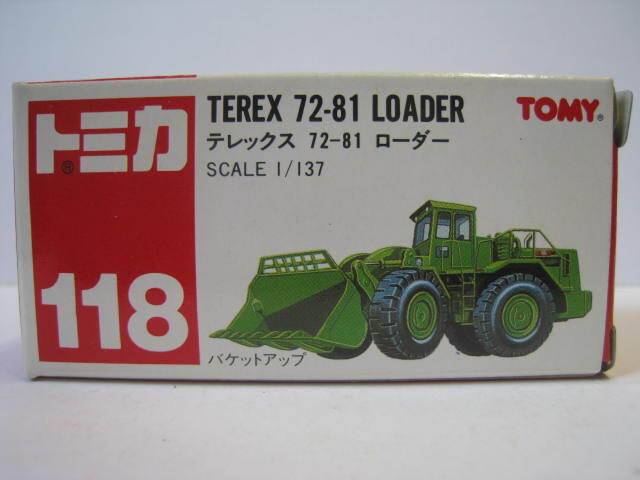 トミカ
®
118
TEREX 72-81 LOADER
テレックス 72-81 ローダー
SCALE 1/137
TOMY®
バケットアップ